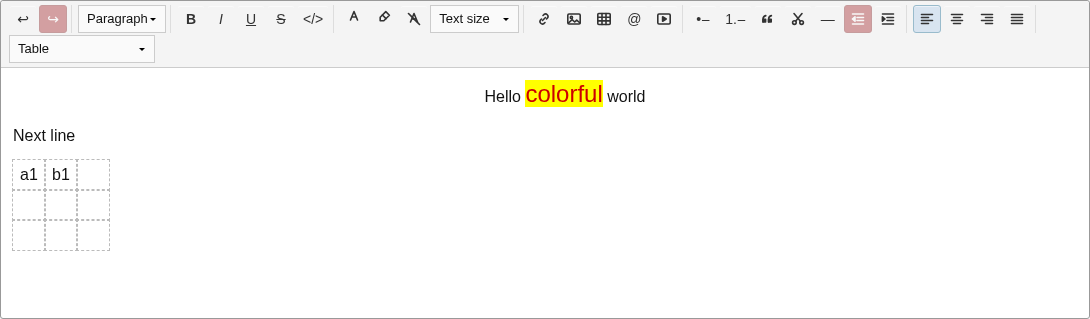 Paragraph B I U S </> A A Text size @ •– 1.– ❝ —
Table
Hello colorful world
Next line
a1 b1